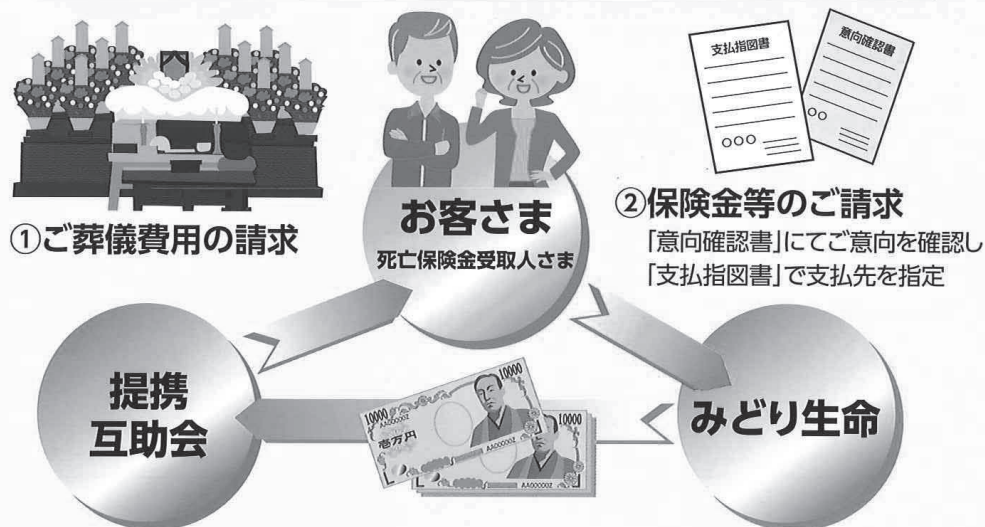 支払指図書
○○○
意向確認書
①ご葬儀費用の請求
お客さま
死亡保険金受取人さま
②保険金等のご請求
「意向確認書」にてご意向を確認し
「支払指図書」で支払先を指定
提携
互助会
10000
10000
AA000000Z
壱万円
10000
AA000000Z
みどり生命